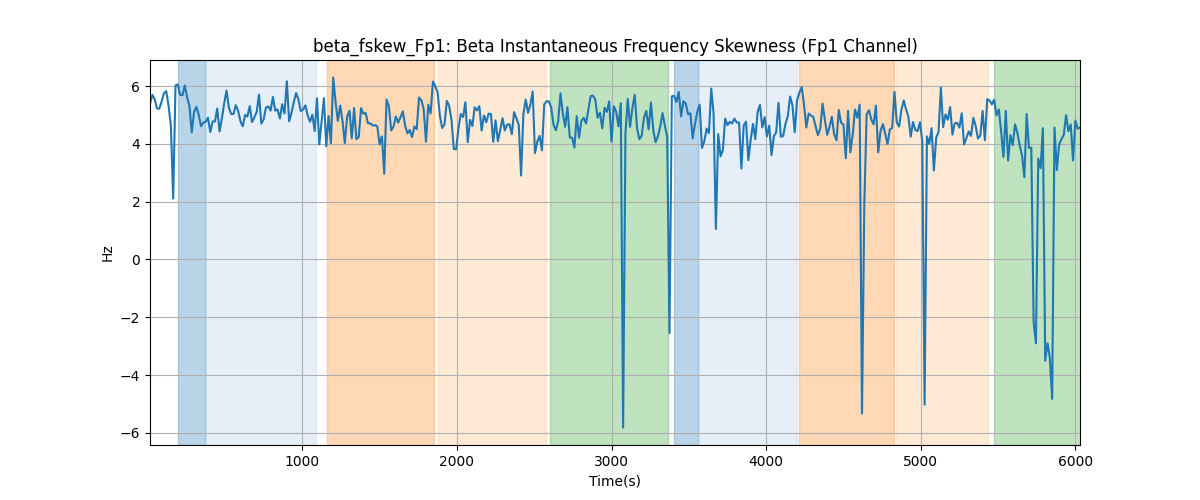 beta_fskew_Fp1: Beta Instantaneous Frequency Skewness (Fp1 Channel)
6
4
2
0
−2
−4
−6
Hz
1000 2000 3000 4000 5000 6000
Time(s)